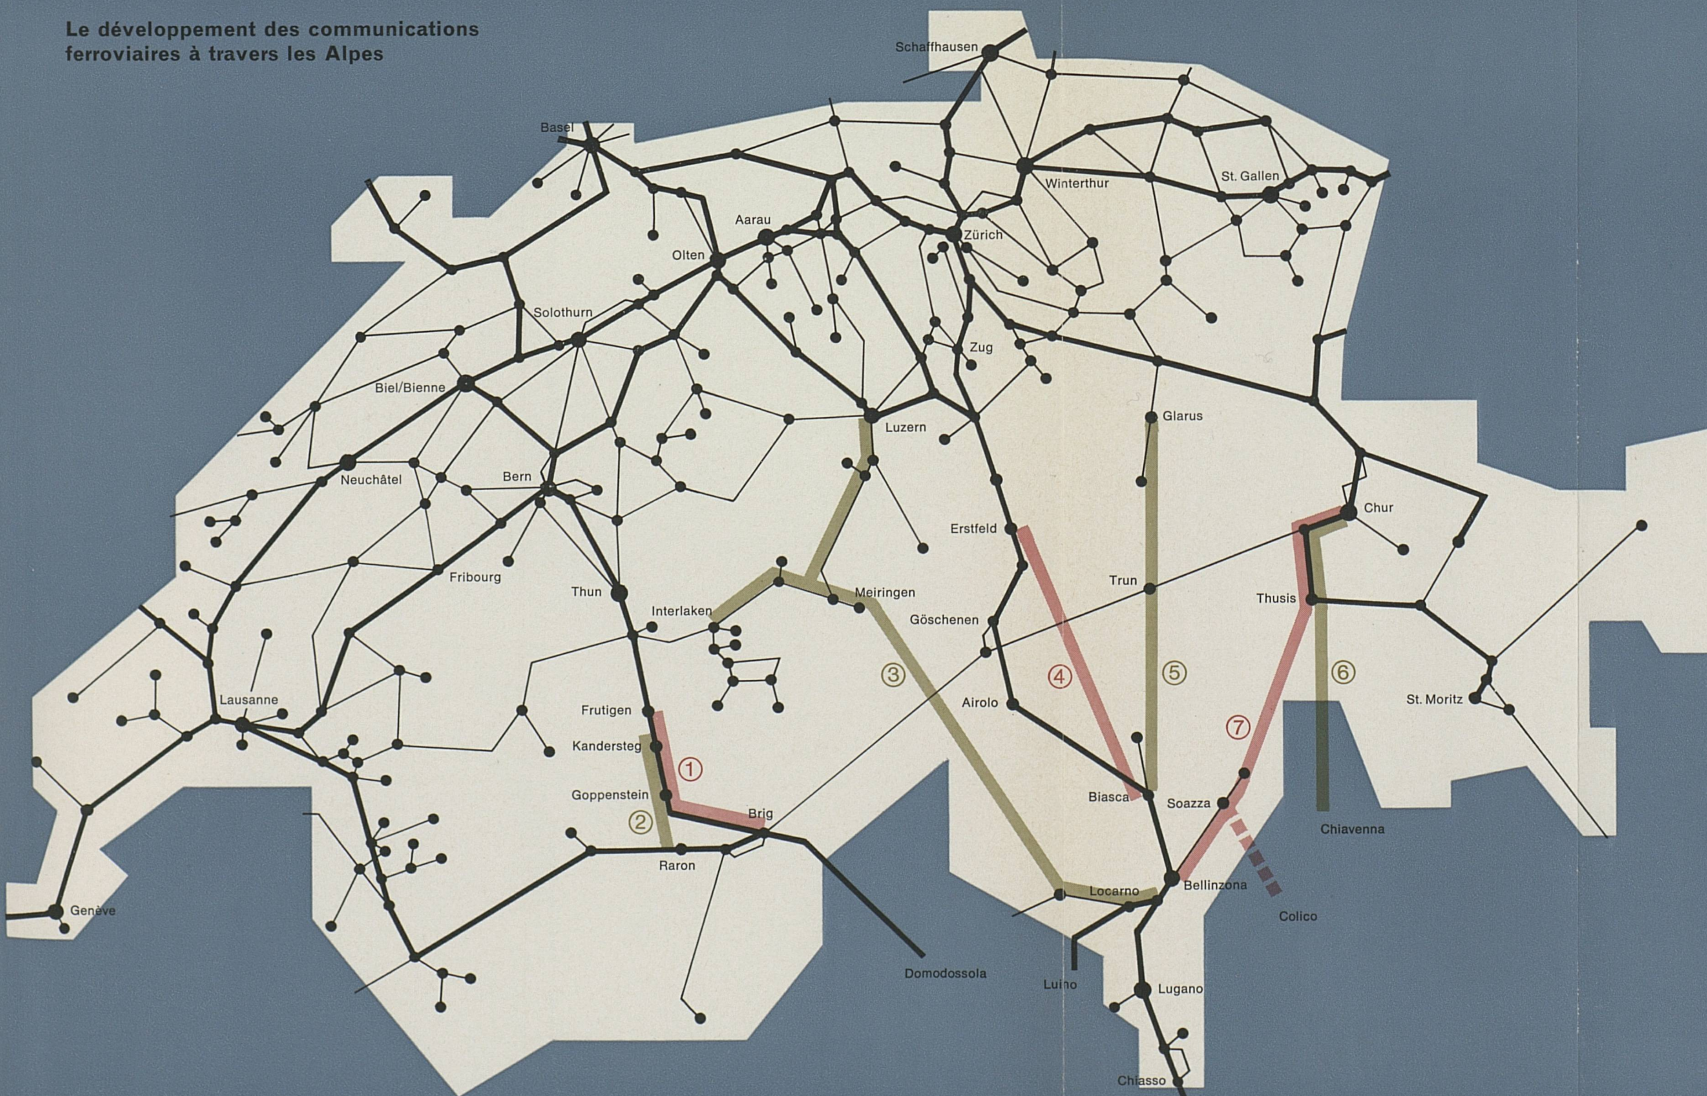 Le développement des communications
ferroviaires à travers les Alpes
Schaffhausen
Basel
Winterthur
St. Gallen
Aarau
Zürich
Olten
Solothurn
Zug
Biel/Bienne
Glarus
Luzern
Neuchâtel
Bern
Chur
Erstfeld
Fribourg
Trun
Thun
Meiringen
Thusis
Interlaken
Göschenen
3
4
5
6
Lausanne
St. Moritz
Airolo
Frutigen
7
Kandersteg
1
Goppenstein
Biasca
Soazza
Brig
2
Chiavenna
Raron
Bellinzona
Locarno
Genève
Colico
Domodossola
Luino
Lugano
Chiasso